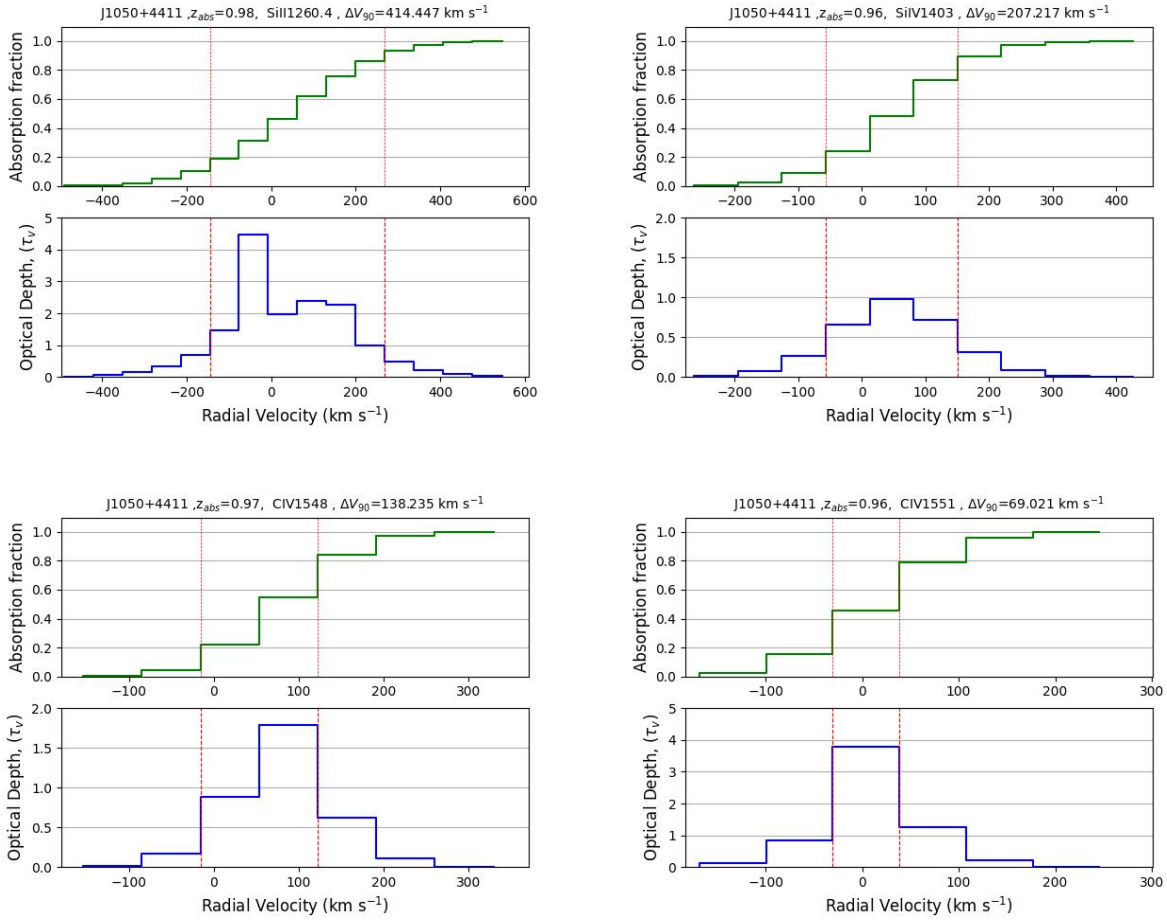 J1050+4411 ,z_abs=0.98, SiII1260.4 , ΔV₉₀=414.447 km s⁻¹
Absorption fraction
1.0
0.8
0.6
0.4
0.2
0.0
−400 −200 0 200 400 600
Optical Depth, (τ_v)
5
4
3
2
1
0
−400 −200 0 200 400 600
Radial Velocity (km s⁻¹)
J1050+4411 ,z_abs=0.96, SiIV1403 , ΔV₉₀=207.217 km s⁻¹
Absorption fraction
1.0
0.8
0.6
0.4
0.2
0.0
−200 −100 0 100 200 300 400
Optical Depth, (τ_v)
2.0
1.5
1.0
0.5
0.0
−200 −100 0 100 200 300 400
Radial Velocity (km s⁻¹)
J1050+4411 ,z_abs=0.97, CIV1548 , ΔV₉₀=138.235 km s⁻¹
Absorption fraction
1.0
0.8
0.6
0.4
0.2
0.0
−100 0 100 200 300
Optical Depth, (τ_v)
2.0
1.5
1.0
0.5
0.0
−100 0 100 200 300
Radial Velocity (km s⁻¹)
J1050+4411 ,z_abs=0.96, CIV1551 , ΔV₉₀=69.021 km s⁻¹
Absorption fraction
1.0
0.8
0.6
0.4
0.2
0.0
−100 0 100 200 300
Optical Depth, (τ_v)
5
4
3
2
1
0
−100 0 100 200 300
Radial Velocity (km s⁻¹)